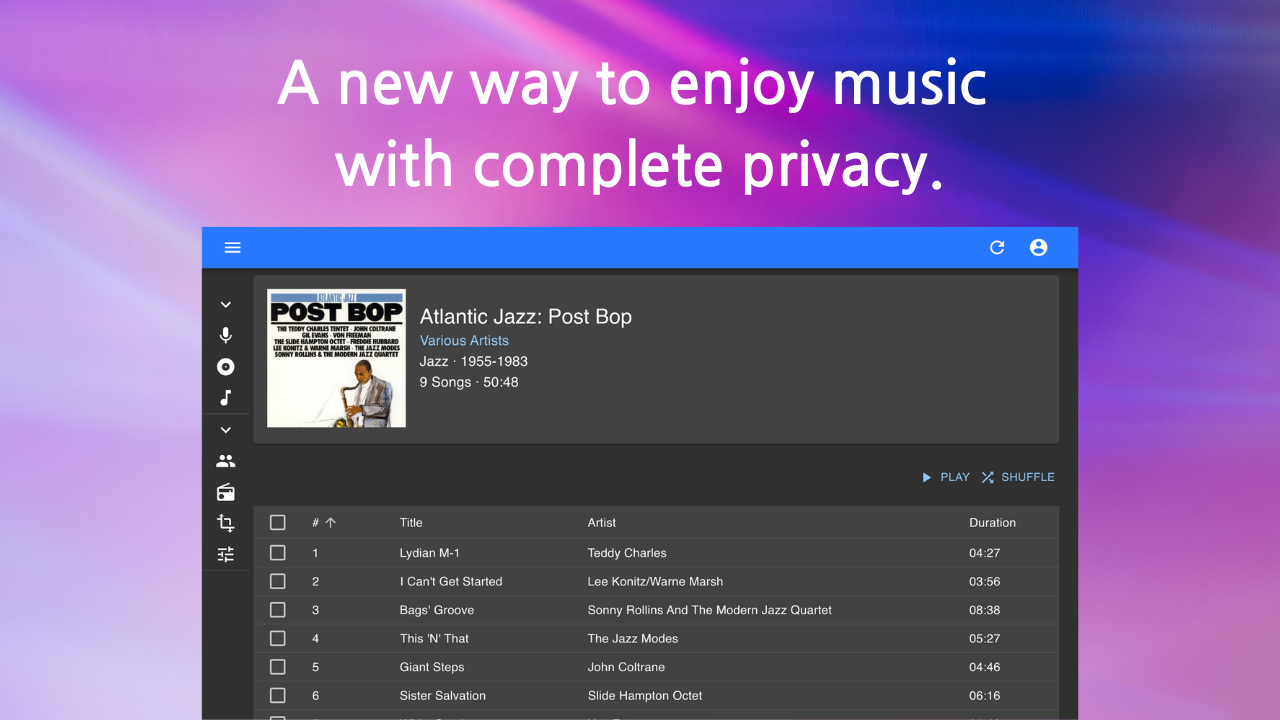 A new way to enjoy music
with complete privacy.
ATLANTIC JAZZ
POST BOP
THE TEDDY CHARLES TENTET · JOHN COLTRANE
GIL EVANS · VON FREEMAN
THE SLIDE HAMPTON OCTET · FREDDIE HUBBARD
LEE KONITZ & WARNE MARSH · THE JAZZ MODES
SONNY ROLLINS & THE MODERN JAZZ QUARTET
Atlantic Jazz: Post Bop
Various Artists
Jazz · 1955-1983
9 Songs · 50:48
PLAY SHUFFLE
# Title Artist Duration
1 Lydian M-1 Teddy Charles 04:27
2 I Can't Get Started Lee Konitz/Warne Marsh 03:56
3 Bags' Groove Sonny Rollins And The Modern Jazz Quartet 08:38
4 This 'N' That The Jazz Modes 05:27
5 Giant Steps John Coltrane 04:46
6 Sister Salvation Slide Hampton Octet 06:16